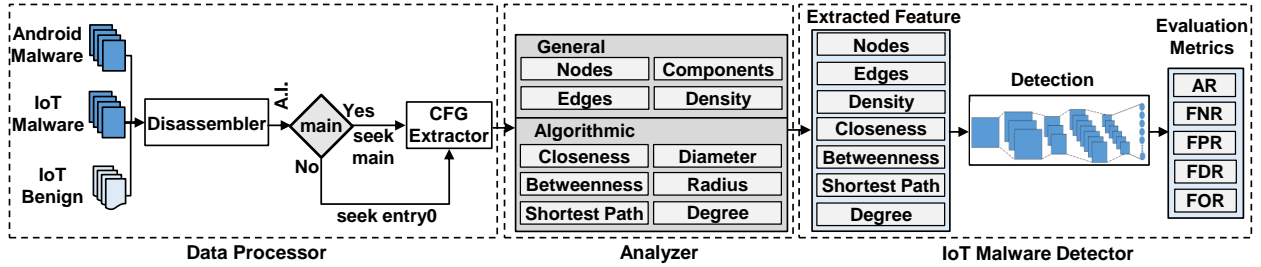 Android
Malware
IoT
Malware
IoT
Benign
Disassembler
A.I.
main
Yes
seek
main
No
seek entry0
CFG
Extractor
Data Processor
General
Nodes
Components
Edges
Density
Algorithmic
Closeness
Diameter
Betweenness
Radius
Shortest Path
Degree
Analyzer
Extracted Feature
Nodes
Edges
Density
Closeness
Betweenness
Shortest Path
Degree
Detection
Evaluation
Metrics
AR
FNR
FPR
FDR
FOR
IoT Malware Detector